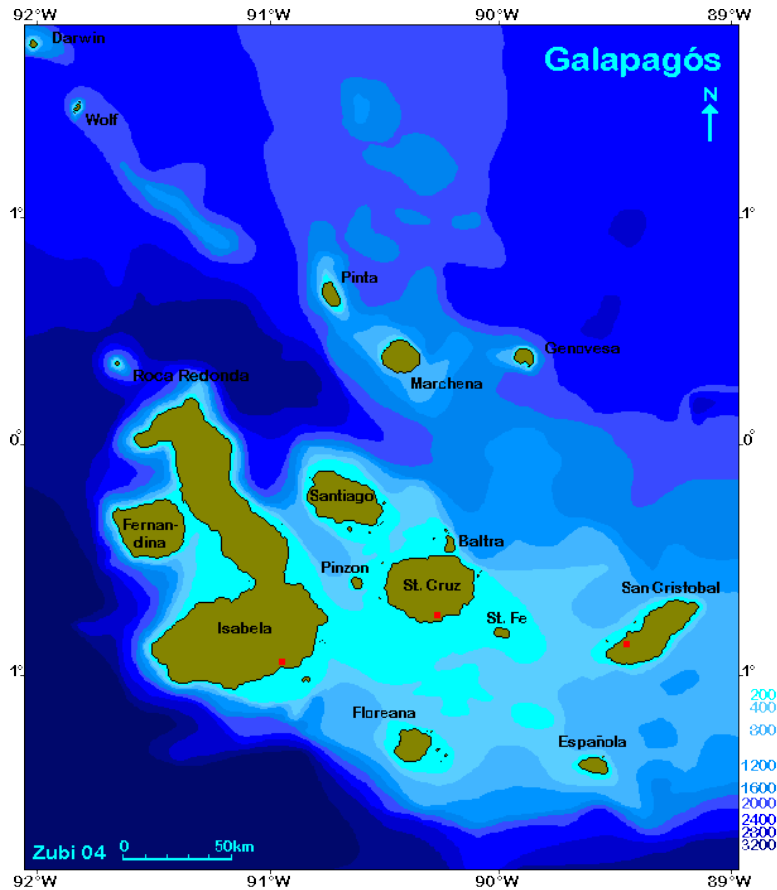 92°W 91°W 90°W 89°W
Darwin
Galapagós
N
Wolf
1° 1°
Pinta
Genovesa
Roca Redonda
Marchena
0° 0°
Santiago
Fernan-
dina
Baltra
Pinzon
St. Cruz
San Cristobal
St. Fe
Isabela
1° 1°
200
400
Floreana
800
Española
1200
1600
2000
2400
2800
3200
Zubi 04 0 50km
92°W 91°W 90°W 89°W